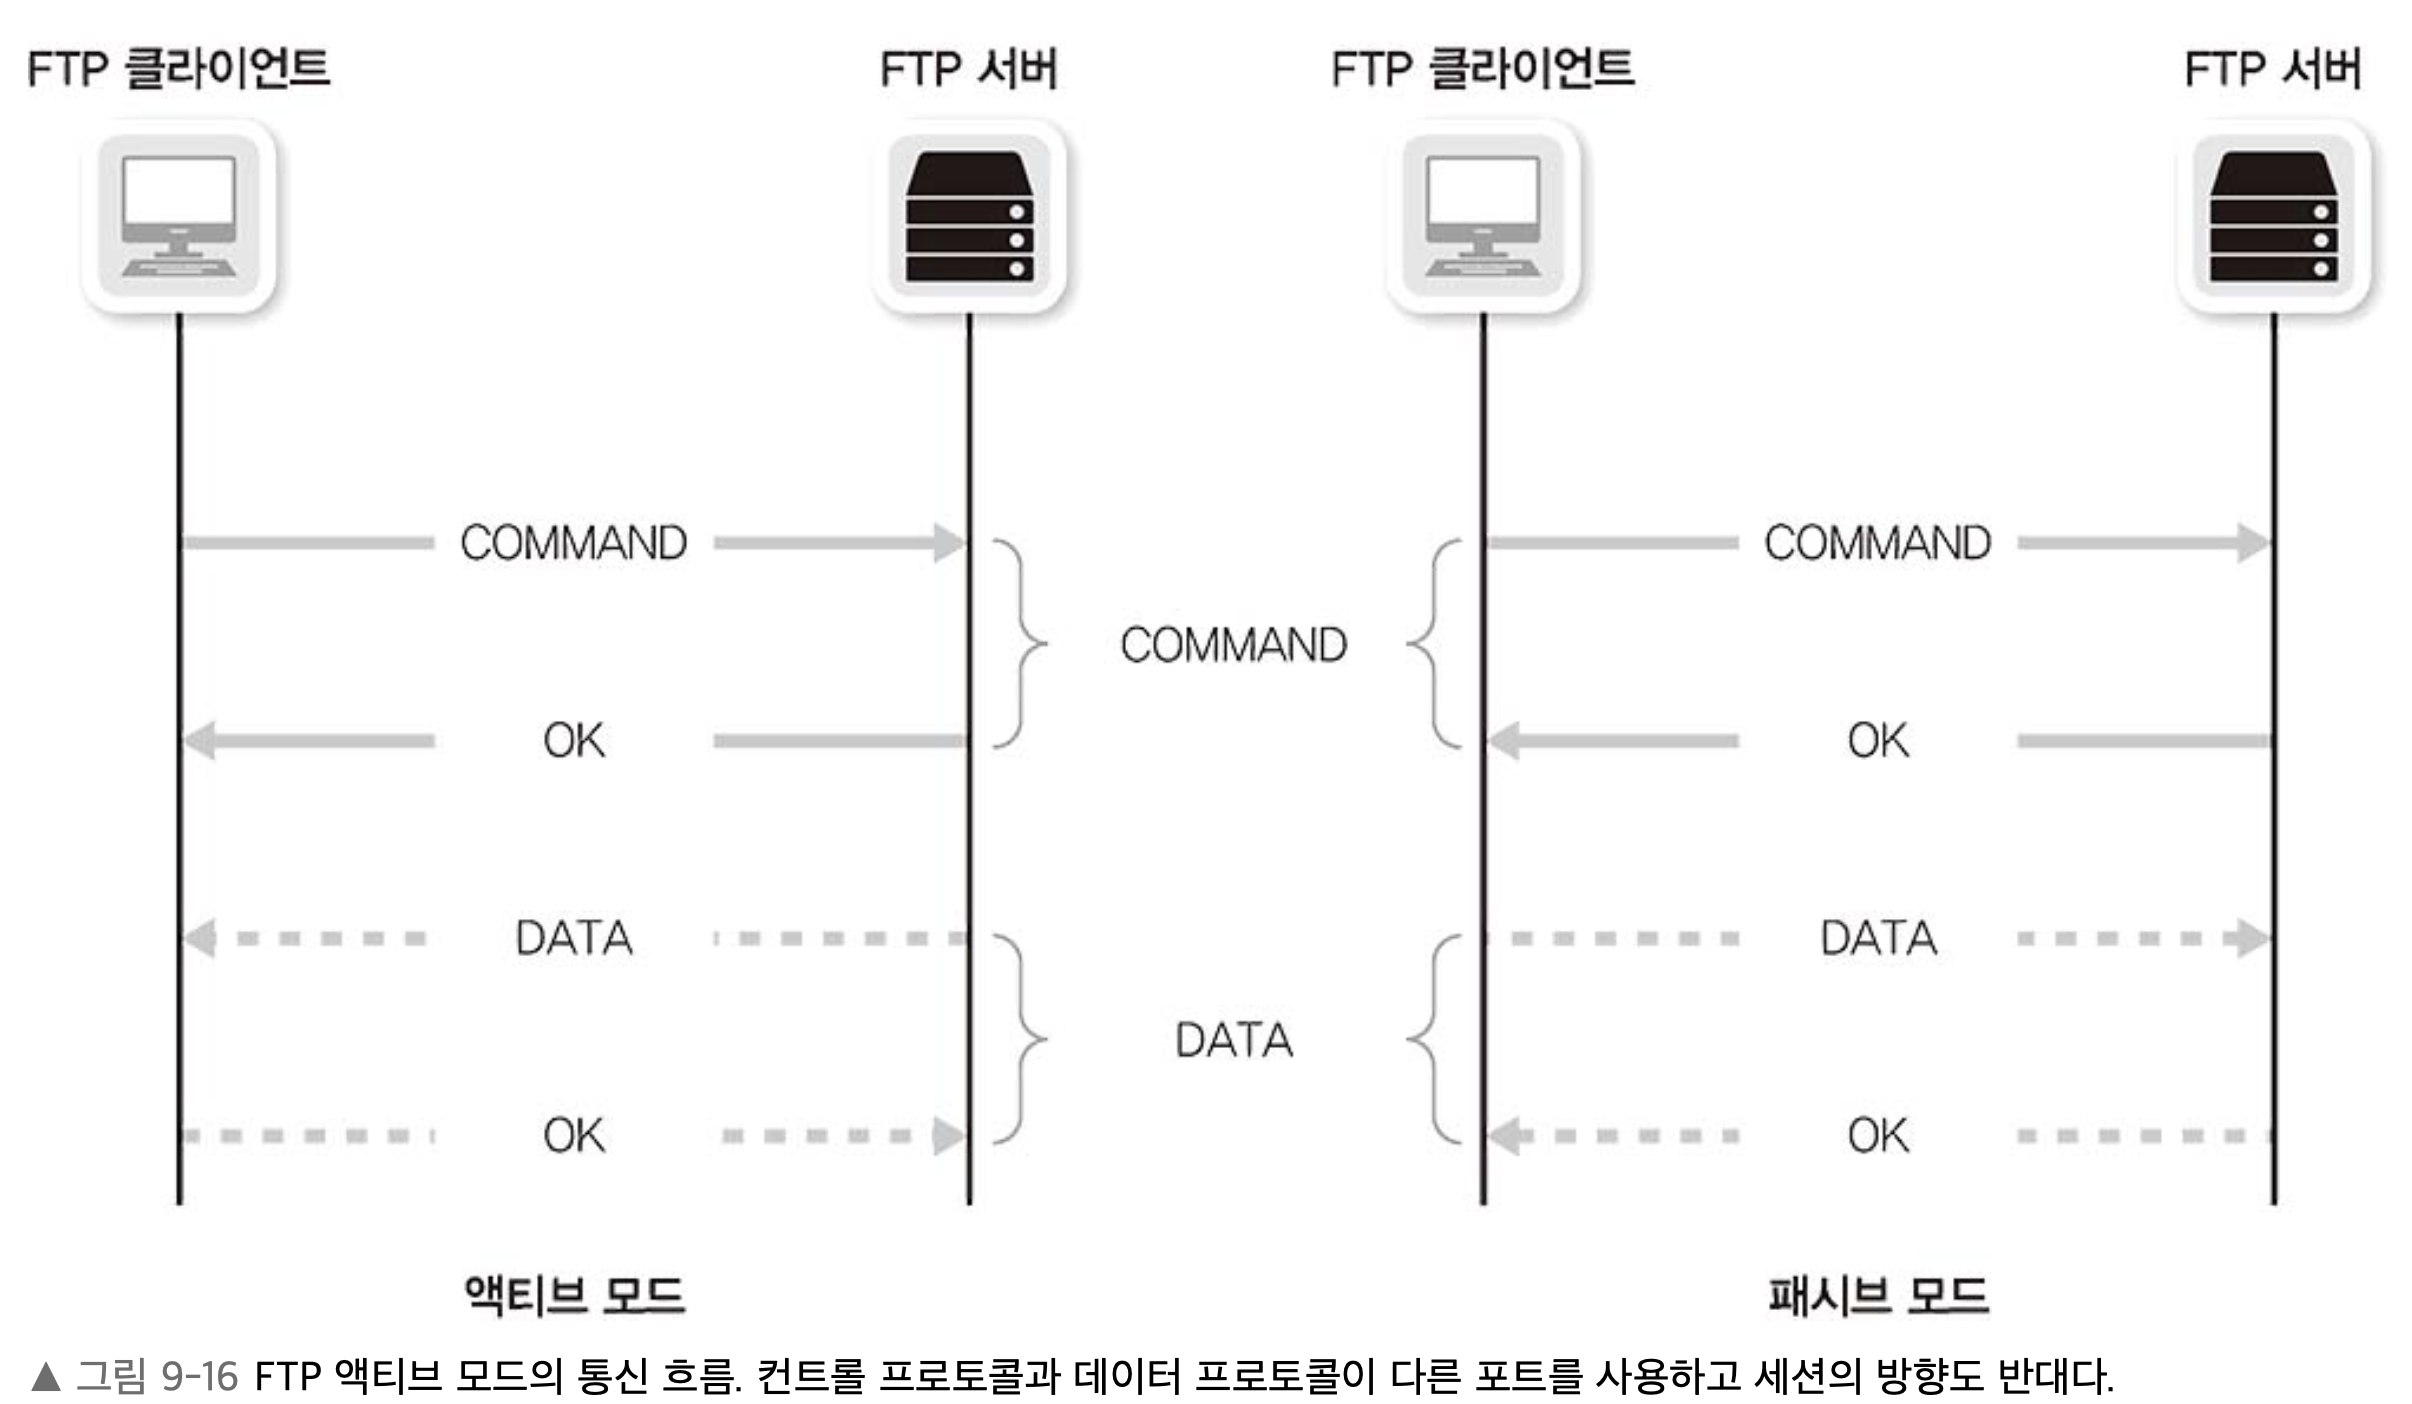 FTP 클라이언트
FTP 서버
FTP 클라이언트
FTP 서버
COMMAND
COMMAND
COMMAND
OK
OK
DATA
DATA
DATA
OK
OK
액티브 모드
패시브 모드
▲ 그림 9-16 FTP 액티브 모드의 통신 흐름. 컨트롤 프로토콜과 데이터 프로토콜이 다른 포트를 사용하고 세션의 방향도 반대다.